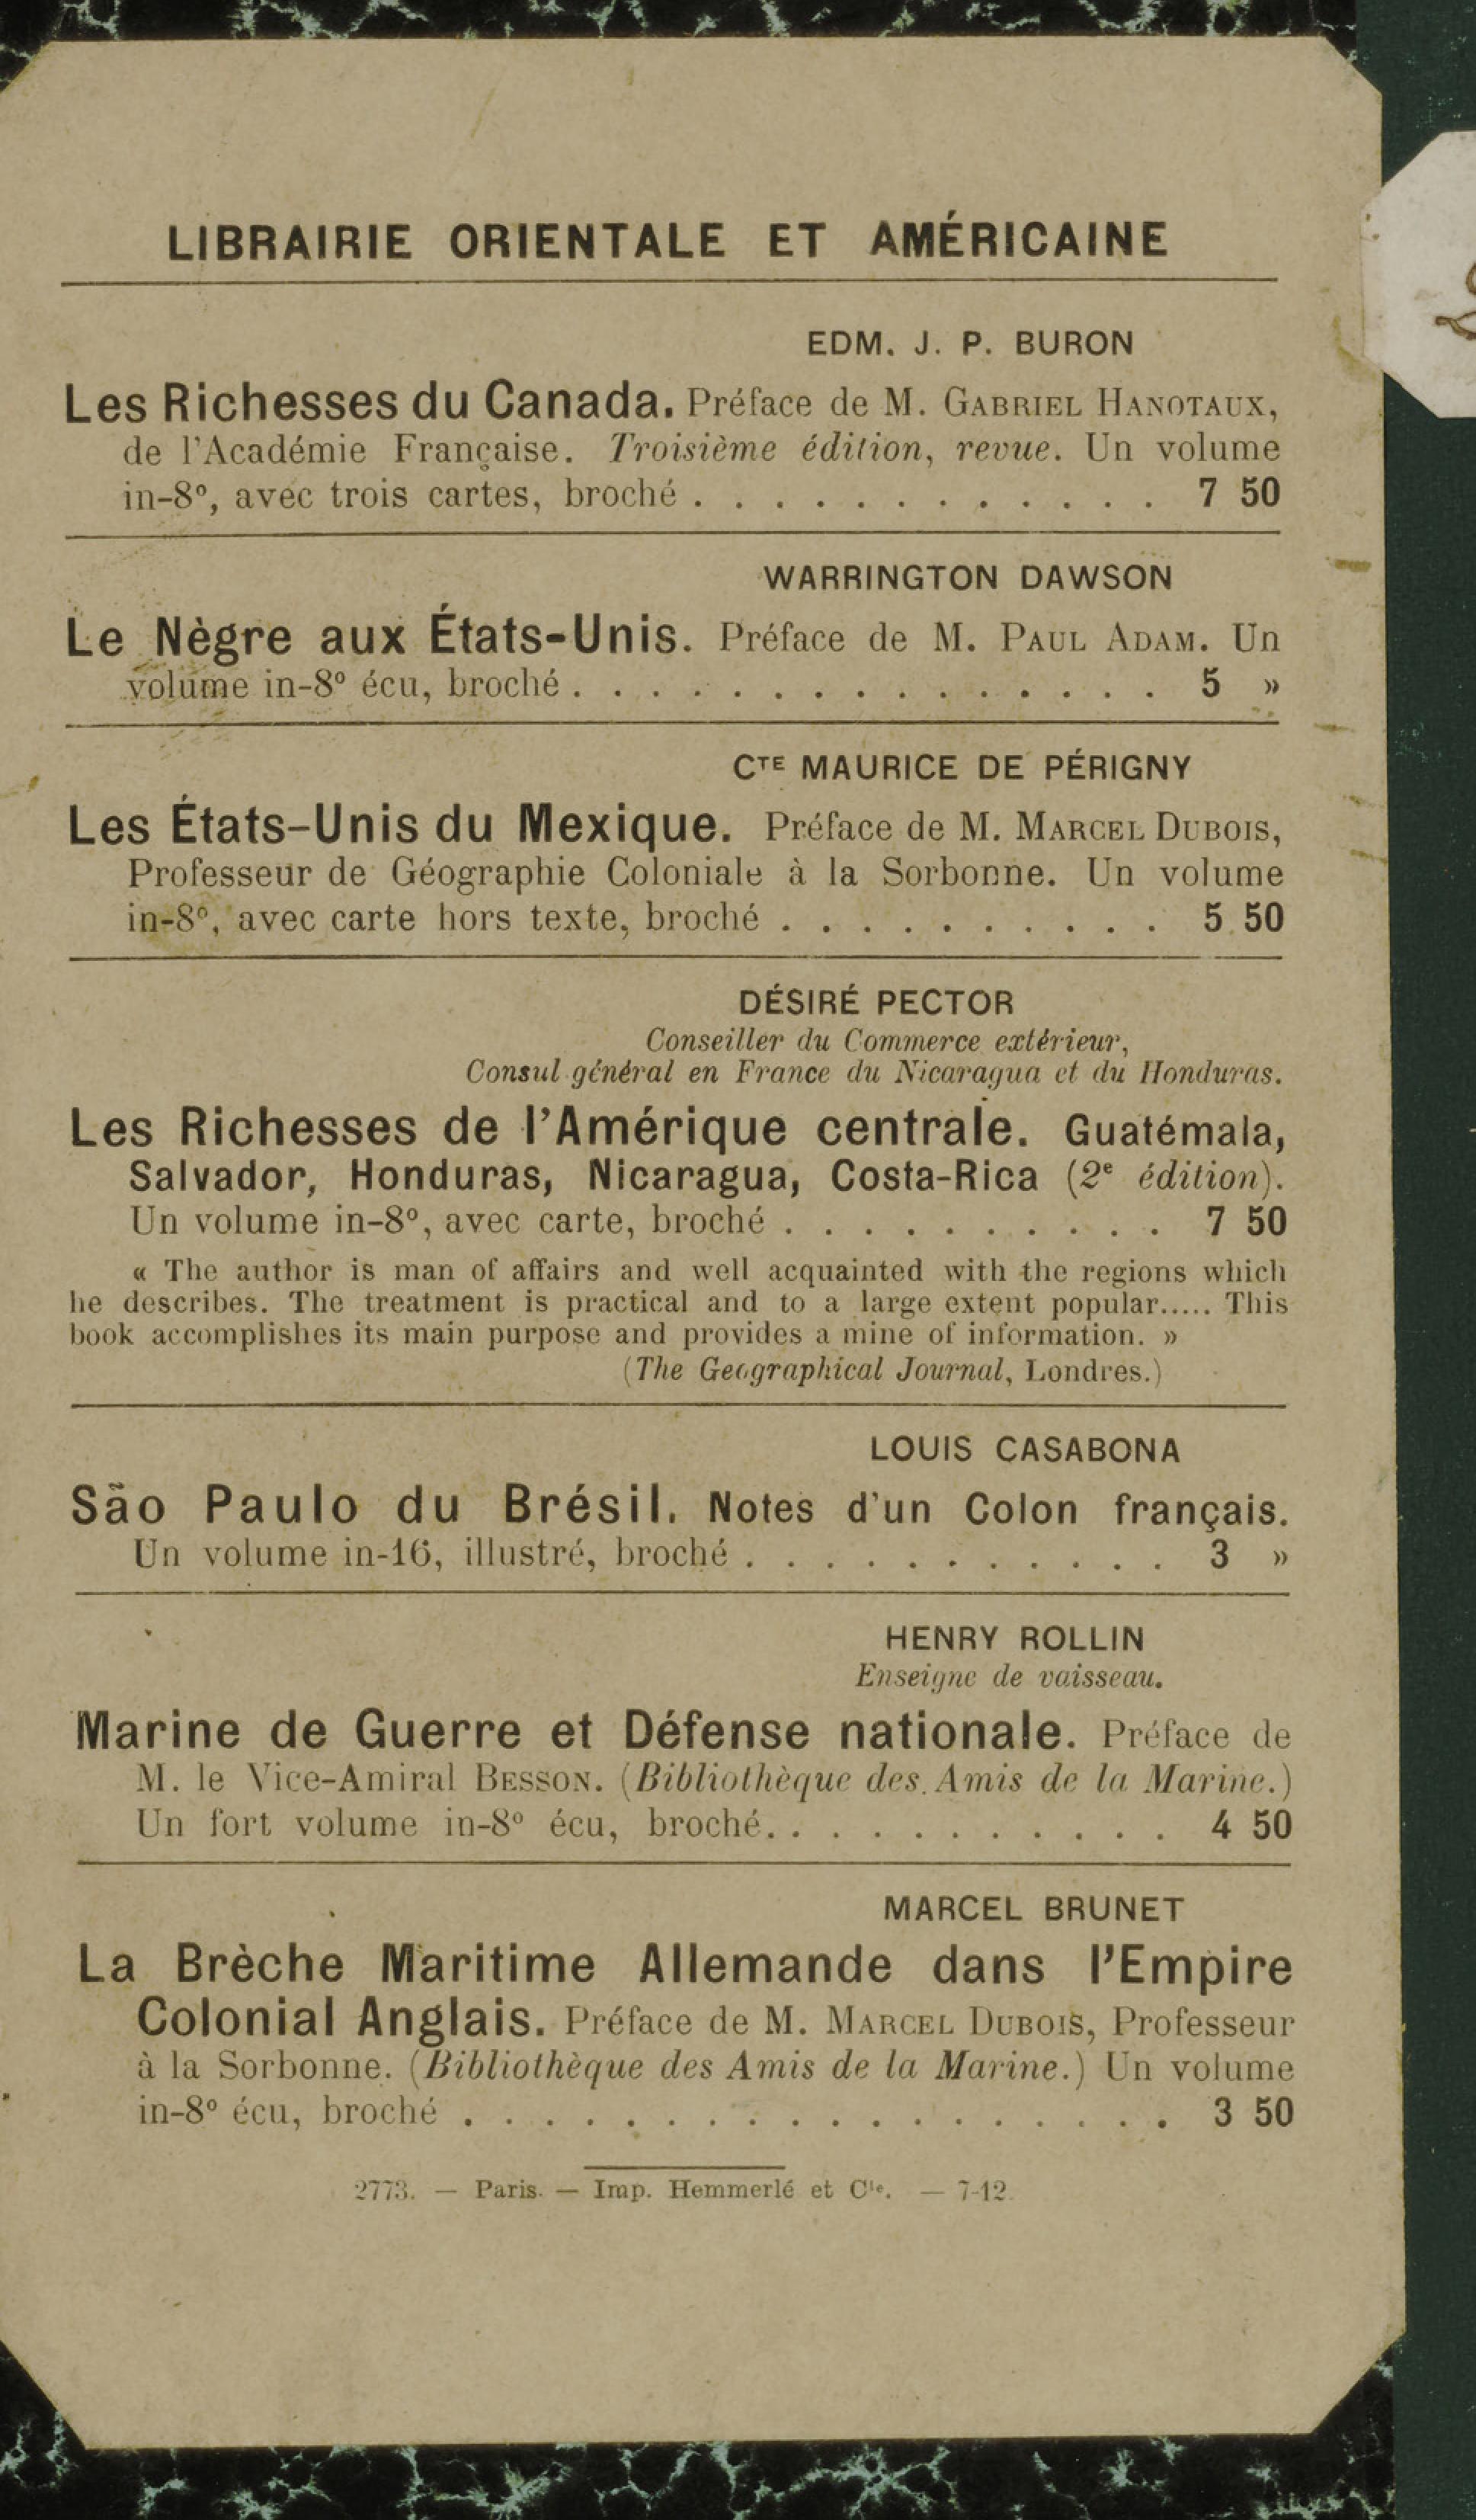 LIBRAIRIE ORIENTALE ET AMÉRICAINE
EDM. J. P. BURON
Les Richesses du Canada. Préface de M. GABRIEL HANOTAUX,
de l'Académie Française. Troisième édition, revue. Un volume
in-8º, avec trois cartes, broché . . . . . . . . . . . . 7 50
WARRINGTON DAWSON
Le Nègre aux États-Unis. Préface de M. PAUL ADAM. Un
volume in-8º écu, broché . . . . . . . . . . . . . . . 5 »
CTE MAURICE DE PÉRIGNY
Les États-Unis du Mexique. Préface de M. MARCEL DUBOIS,
Professeur de Géographie Coloniale à la Sorbonne. Un volume
in-8º, avec carte hors texte, broché . . . . . . . . . . 5 50
DÉSIRÉ PECTOR
Conseiller du Commerce extérieur,
Consul général en France du Nicaragua et du Honduras.
Les Richesses de l'Amérique centrale. Guatémala,
Salvador, Honduras, Nicaragua, Costa-Rica (2e édition).
Un volume in-8º, avec carte, broché . . . . . . . . . . 7 50
« The author is man of affairs and well acquainted with the regions which
he describes. The treatment is practical and to a large extent popular..... This
book accomplishes its main purpose and provides a mine of information. »
(The Geographical Journal, Londres.)
LOUIS CASABONA
São Paulo du Brésil. Notes d'un Colon français.
Un volume in-16, illustré, broché . . . . . . . . . . . 3 »
HENRY ROLLIN
Enseigne de vaisseau.
Marine de Guerre et Défense nationale. Préface de
M. le Vice-Amiral BESSON. (Bibliothèque des Amis de la Marine.)
Un fort volume in-8º écu, broché. . . . . . . . . . . 4 50
MARCEL BRUNET
La Brèche Maritime Allemande dans l'Empire
Colonial Anglais. Préface de M. MARCEL DUBOIS, Professeur
à la Sorbonne. (Bibliothèque des Amis de la Marine.) Un volume
in-8º écu, broché . . . . . . . . . . . . . . . . . . 3 50
2773. — Paris. — Imp. Hemmerlé et Cie. — 7-12.